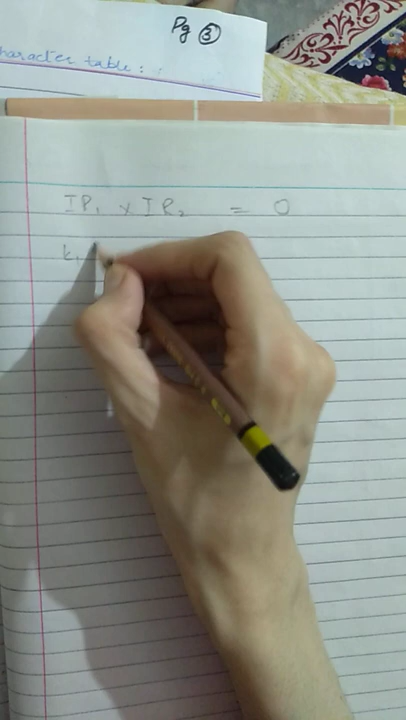 Pg ③
character table :
IR₁ x IR₂ = 0